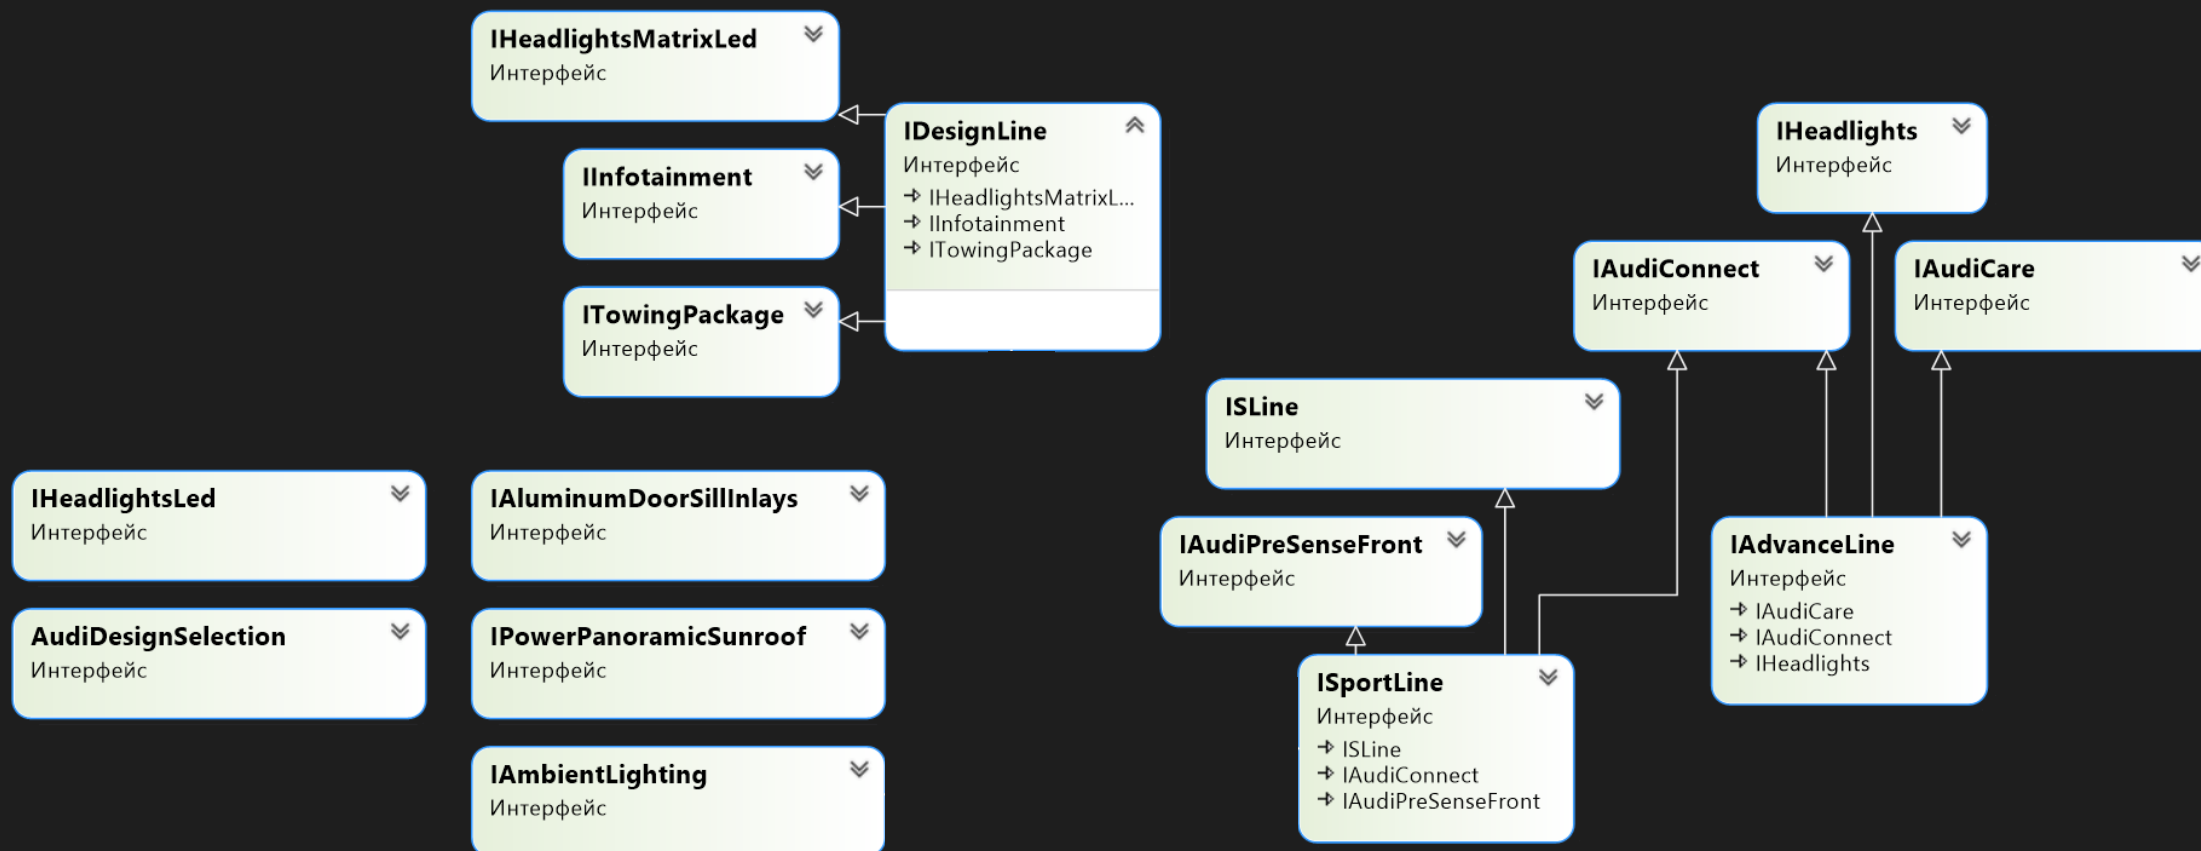 IHeadlightsMatrixLed
Интерфейс
IInfotainment
Интерфейс
ITowingPackage
Интерфейс
IDesignLine
Интерфейс
IHeadlightsMatrixL...
IInfotainment
ITowingPackage
IHeadlights
Интерфейс
IAudiConnect
Интерфейс
IAudiCare
Интерфейс
ISLine
Интерфейс
IHeadlightsLed
Интерфейс
IAluminumDoorSillInlays
Интерфейс
IAudiPreSenseFront
Интерфейс
IAdvanceLine
Интерфейс
IAudiCare
IAudiConnect
IHeadlights
AudiDesignSelection
Интерфейс
IPowerPanoramicSunroof
Интерфейс
ISportLine
Интерфейс
ISLine
IAudiConnect
IAudiPreSenseFront
IAmbientLighting
Интерфейс